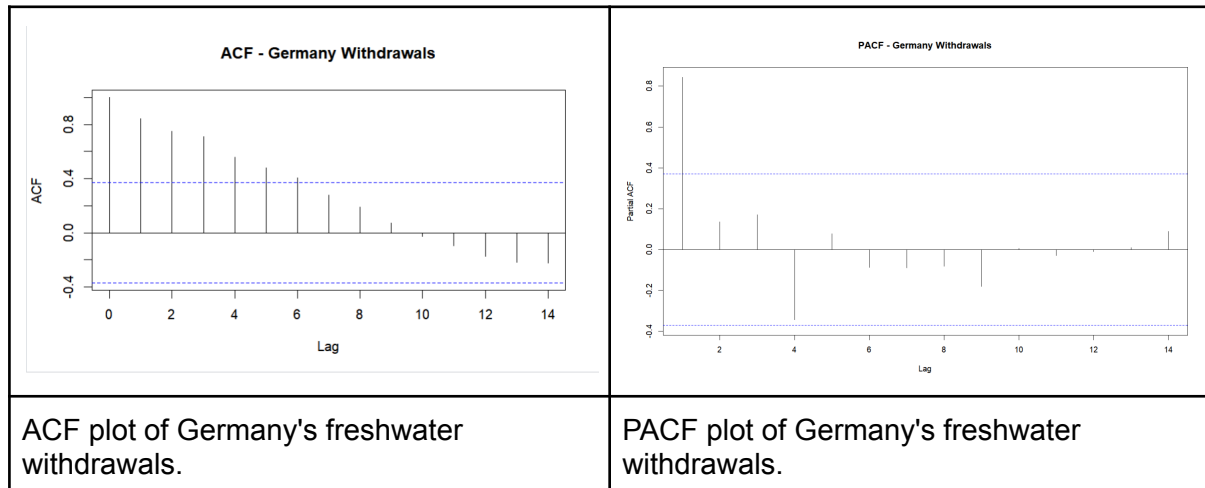 ACF - Germany Withdrawals
ACF
0.8
0.4
0.0
-0.4
0 2 4 6 8 10 12 14
Lag
PACF - Germany Withdrawals
Partial ACF
0.8
0.6
0.4
0.2
0.0
-0.2
-0.4
2 4 6 8 10 12 14
Lag
ACF plot of Germany's freshwater
withdrawals.
PACF plot of Germany's freshwater
withdrawals.